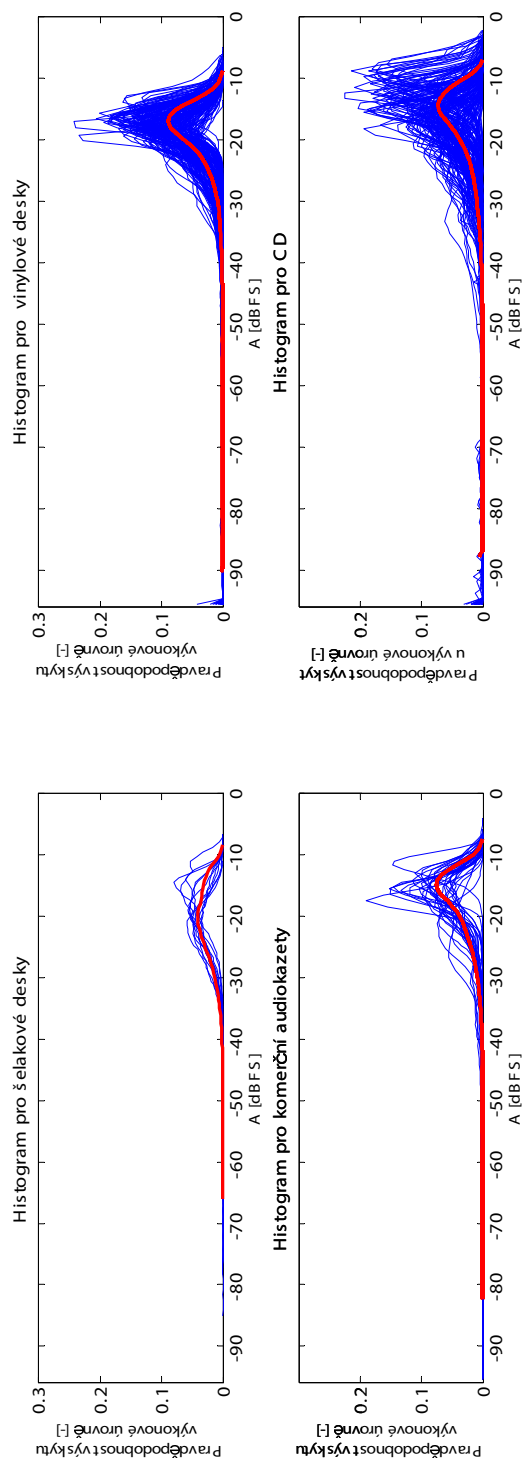 Histogram pro šelakové desky
Pravděpodobnost výskytu
výkonové úrovně [-]
0.3
0.2
0.1
0
-90 -80 -70 -60 -50 -40 -30 -20 -10 0
A [dBFS]
Histogram pro vinylové desky
Pravděpodobnost výskytu
výkonové úrovně [-]
0.3
0.2
0.1
0
-90 -80 -70 -60 -50 -40 -30 -20 -10 0
A [dBFS]
Histogram pro komerční audiokazety
Pravděpodobnost výskytu
výkonové úrovně [-]
0.2
0.1
0
-90 -80 -70 -60 -50 -40 -30 -20 -10 0
A [dBFS]
Histogram pro CD
Pravděpodobnost výskyt
u výkonové úrovně [-]
0.2
0.1
0
-90 -80 -70 -60 -50 -40 -30 -20 -10 0
A [dBFS]